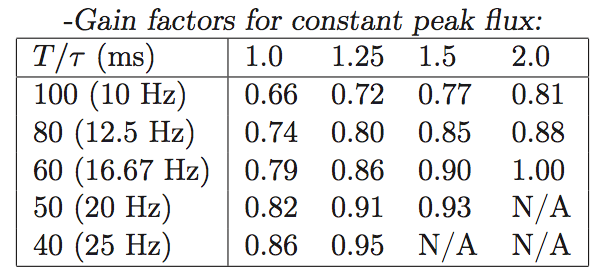 -Gain factors for constant peak flux:
T/τ (ms) 1.0 1.25 1.5 2.0
100 (10 Hz) 0.66 0.72 0.77 0.81
80 (12.5 Hz) 0.74 0.80 0.85 0.88
60 (16.67 Hz) 0.79 0.86 0.90 1.00
50 (20 Hz) 0.82 0.91 0.93 N/A
40 (25 Hz) 0.86 0.95 N/A N/A